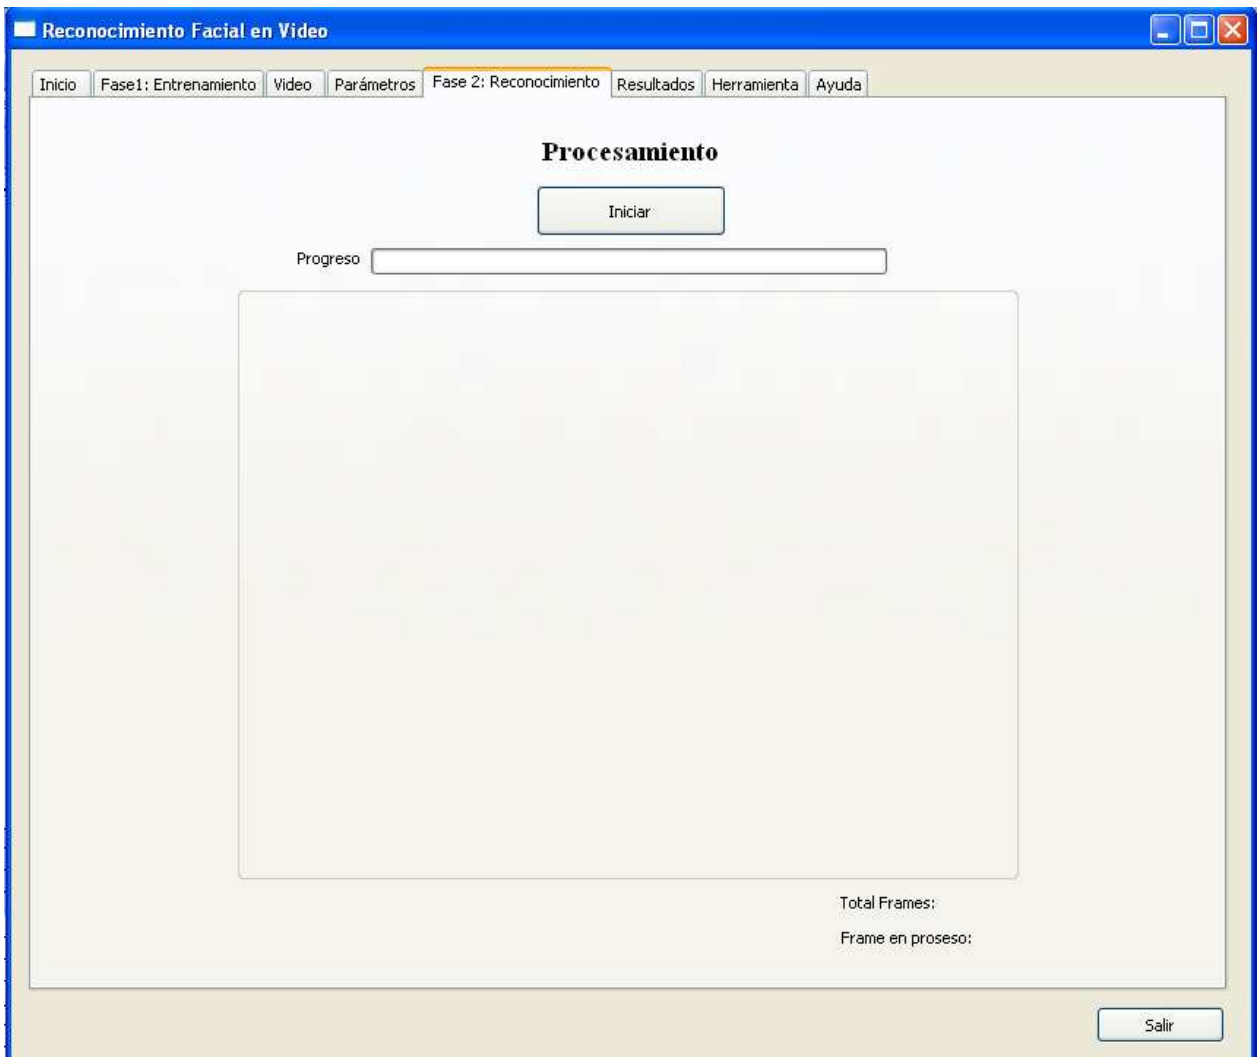 Reconocimiento Facial en Video
Inicio Fase1: Entrenamiento Video Parámetros Fase 2: Reconocimiento Resultados Herramienta Ayuda
Procesamiento
Iniciar
Progreso
Total Frames:
Frame en proseso:
Salir